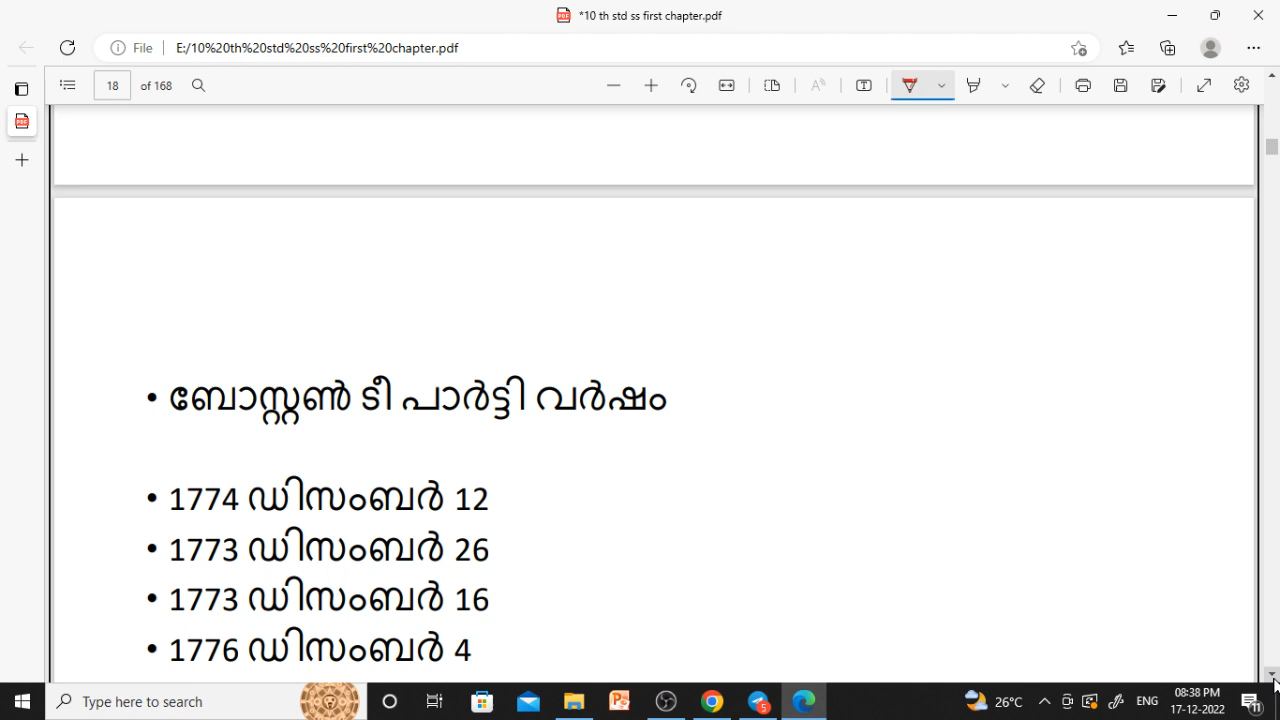 *10 th std ss first chapter.pdf
File
E:/10%20th%20std%20ss%20first%20chapter.pdf
18 of 168
• ബോസ്റ്റൺ ടീ പാർട്ടി വർഷം
• 1774 ഡിസംബർ 12
• 1773 ഡിസംബർ 26
• 1773 ഡിസംബർ 16
• 1776 ഡിസംബർ 4
Type here to search
5
26°C
ENG
08:38 PM
17-12-2022
11